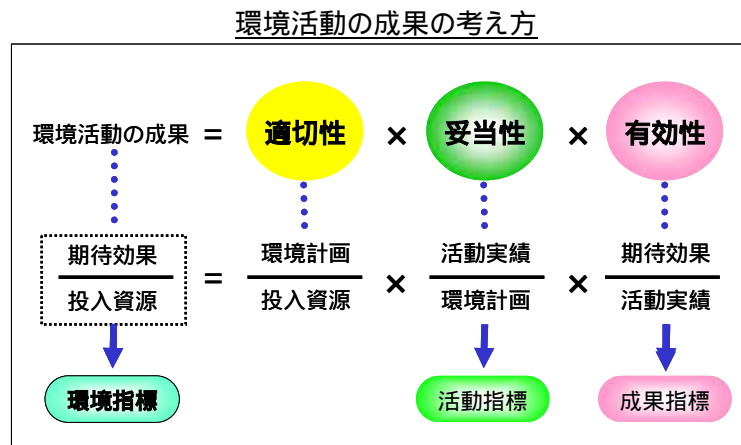 環境活動の成果の考え方
環境活動の成果 = 適切性 × 妥当性 × 有効性
期待効果 環境計画 活動実績 期待効果
= × ×
投入資源 投入資源 環境計画 活動実績
環境指標 活動指標 成果指標